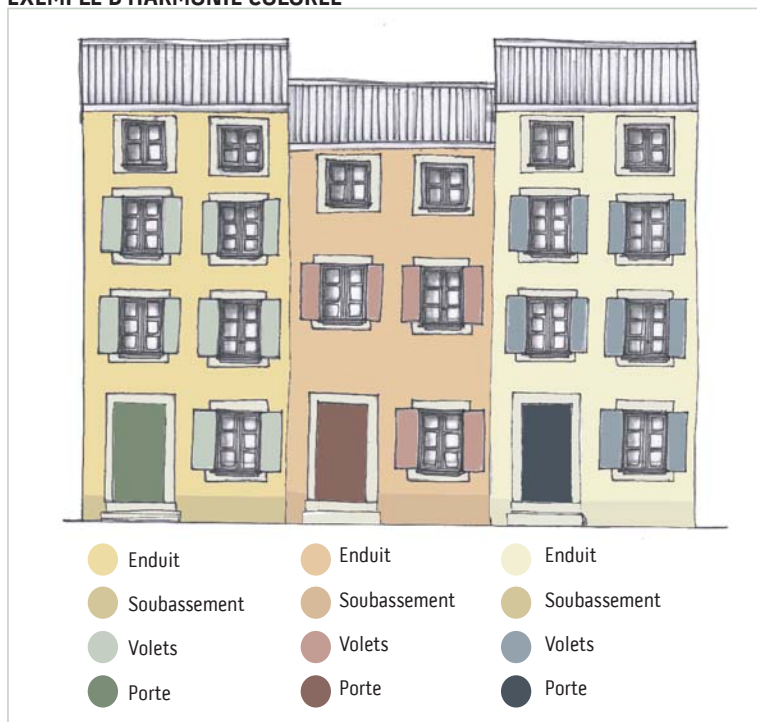 EXEMPLE D'HARMONIE COLORÉE
Enduit
Soubassement
Volets
Porte
Enduit
Soubassement
Volets
Porte
Enduit
Soubassement
Volets
Porte